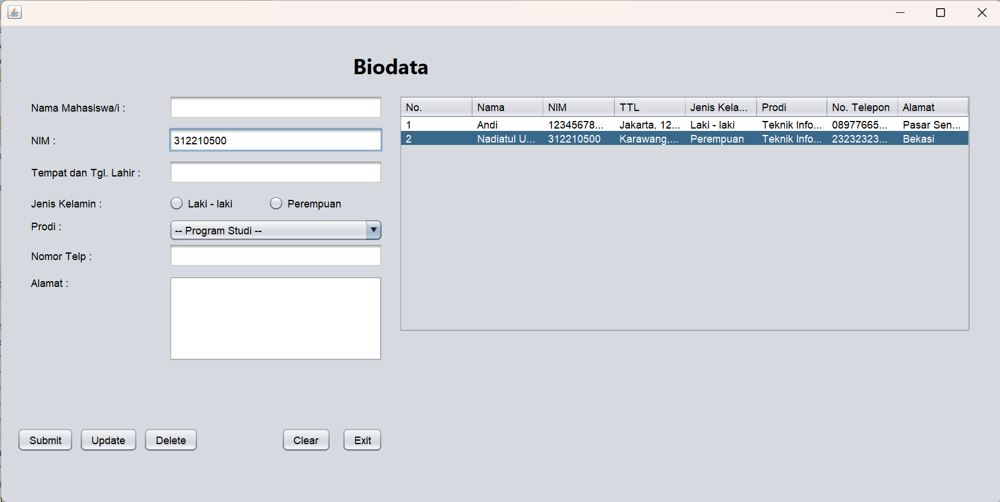 Biodata
Nama Mahasiswa/i :
NIM : 312210500
Tempat dan Tgl. Lahir :
Jenis Kelamin : Laki - laki Perempuan
Prodi : -- Program Studi --
Nomor Telp :
Alamat :
Submit Update Delete Clear Exit
No. Nama NIM TTL Jenis Kela... Prodi No. Telepon Alamat
1 Andi 12345678... Jakarta, 12... Laki - laki Teknik Info... 08977665... Pasar Sen...
2 Nadiatul U... 312210500 Karawang,... Perempuan Teknik Info... 23232323... Bekasi